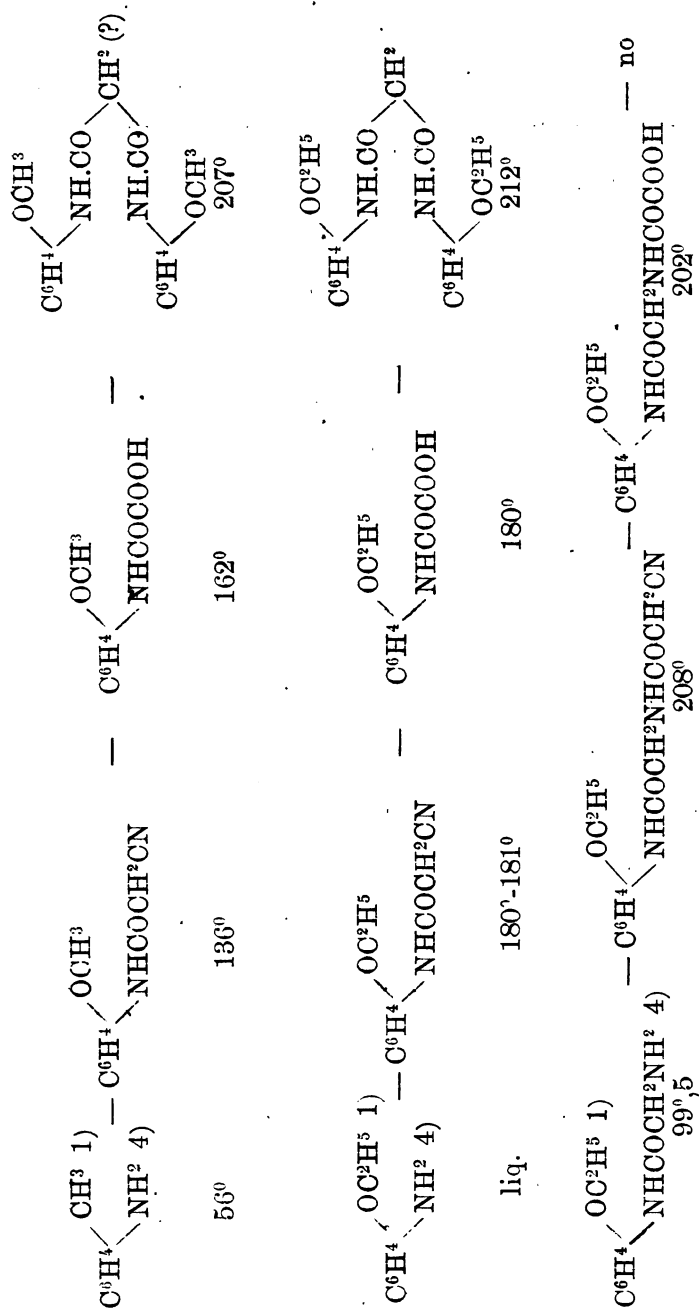 OCH³
C⁶H⁴
CH³ 1) OCH³ OCH³ NH.CO
C⁶H⁴ — C⁶H⁴ — C⁶H⁴ — CH² (?)
NH² 4) NHCOCH²CN NHCOCOOH NH.CO
C⁶H⁴
OCH³
56⁰ 136⁰ 162⁰ 207⁰
OC²H⁵
C⁶H⁴
OC²H⁵ 1) OC²H⁵ OC²H⁵ NH.CO
C⁶H⁴ — C⁶H⁴ — C⁶H⁴ — CH²
NH² 4) NHCOCH²CN NHCOCOOH NH.CO
C⁶H⁴
OC²H⁵
liq. 180⁰-181⁰ 180⁰ 212⁰
OC²H⁵ 1) OC²H⁵ OC²H⁵
C⁶H⁴ — C⁶H⁴ — C⁶H⁴ — no
NHCOCH²NH² 4) NHCOCH²NHCOCH²CN NHCOCH²NHCOCOOH
99⁰,5 208⁰ 202⁰